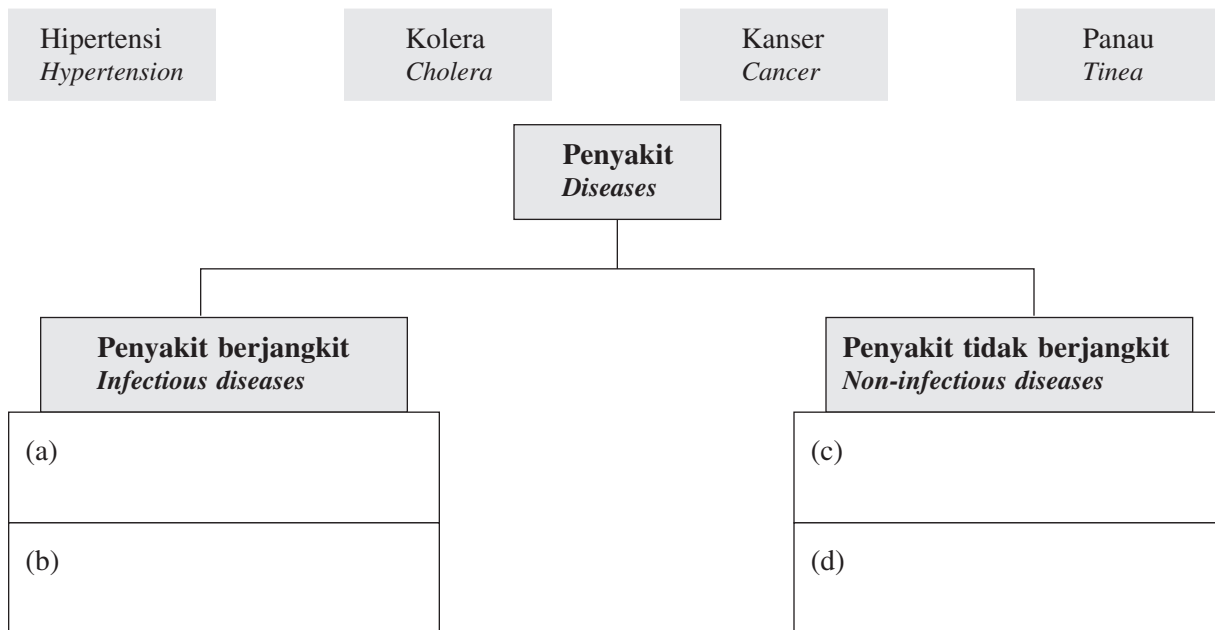 Hipertensi
Hypertension
Kolera
Cholera
Kanser
Cancer
Panau
Tinea
Penyakit
Diseases
Penyakit berjangkit
Infectious diseases
Penyakit tidak berjangkit
Non-infectious diseases
(a)
(b)
(c)
(d)